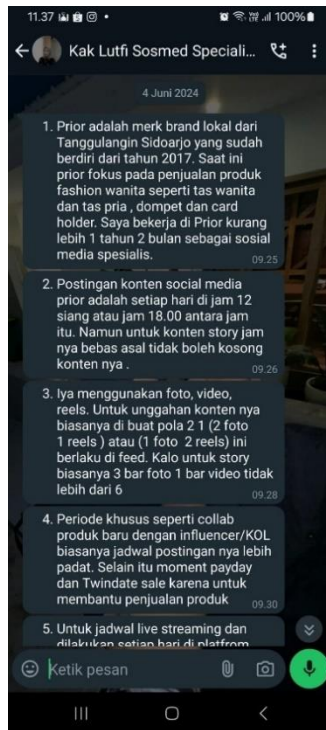 11.37
100%
Kak Lutfi Sosmed Speciali...
4 Juni 2024
1. Prior adalah merk brand lokal dari
Tanggulangin Sidoarjo yang sudah
berdiri dari tahun 2017. Saat ini
prior fokus pada penjualan produk
fashion wanita seperti tas wanita
dan tas pria , dompet dan card
holder. Saya bekerja di Prior kurang
lebih 1 tahun 2 bulan sebagai sosial
media spesialis.
09.25
2. Postingan konten social media
prior adalah setiap hari di jam 12
siang atau jam 18.00 antara jam
itu. Namun untuk konten story jam
nya bebas asal tidak boleh kosong
konten nya .
09.26
3. Iya menggunakan foto, video,
reels. Untuk unggahan konten nya
biasanya di buat pola 2 1 (2 foto
1 reels ) atau (1 foto 2 reels) ini
berlaku di feed. Kalo untuk story
biasanya 3 bar foto 1 bar video tidak
lebih dari 6
09.28
4. Periode khusus seperti collab
produk baru dengan influencer/KOL
biasanya jadwal postingan nya lebih
padat. Selain itu moment payday
dan Twindate sale karena untuk
membantu penjualan produk
09.30
5. Untuk jadwal live streaming dan
dilakukan setiap hari di platfrom
Ketik pesan